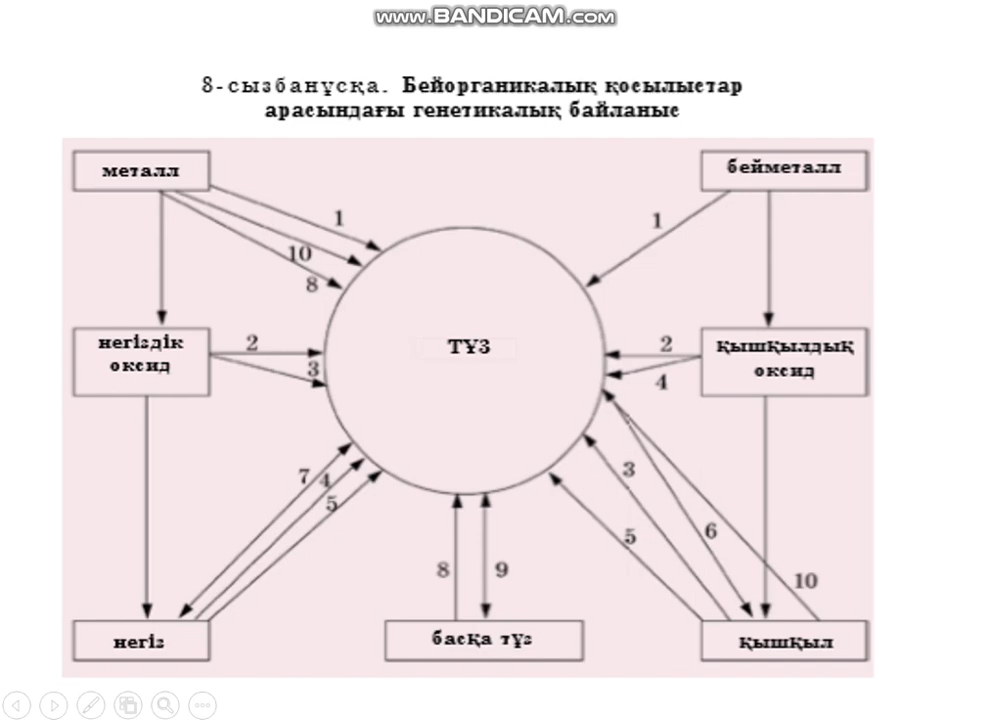 www.BANDICAM.com
8-сызбанұсқа. Бейорганикалық қосылыстар
арасындағы генетикалық байланыс
металл
бейметалл
1
1
10
8
негіздік
оксид
2
3
ТҰЗ
2
4
қышқылдық
оксид
7
4
5
3
5
6
10
8
9
негіз
басқа тұз
қышқыл